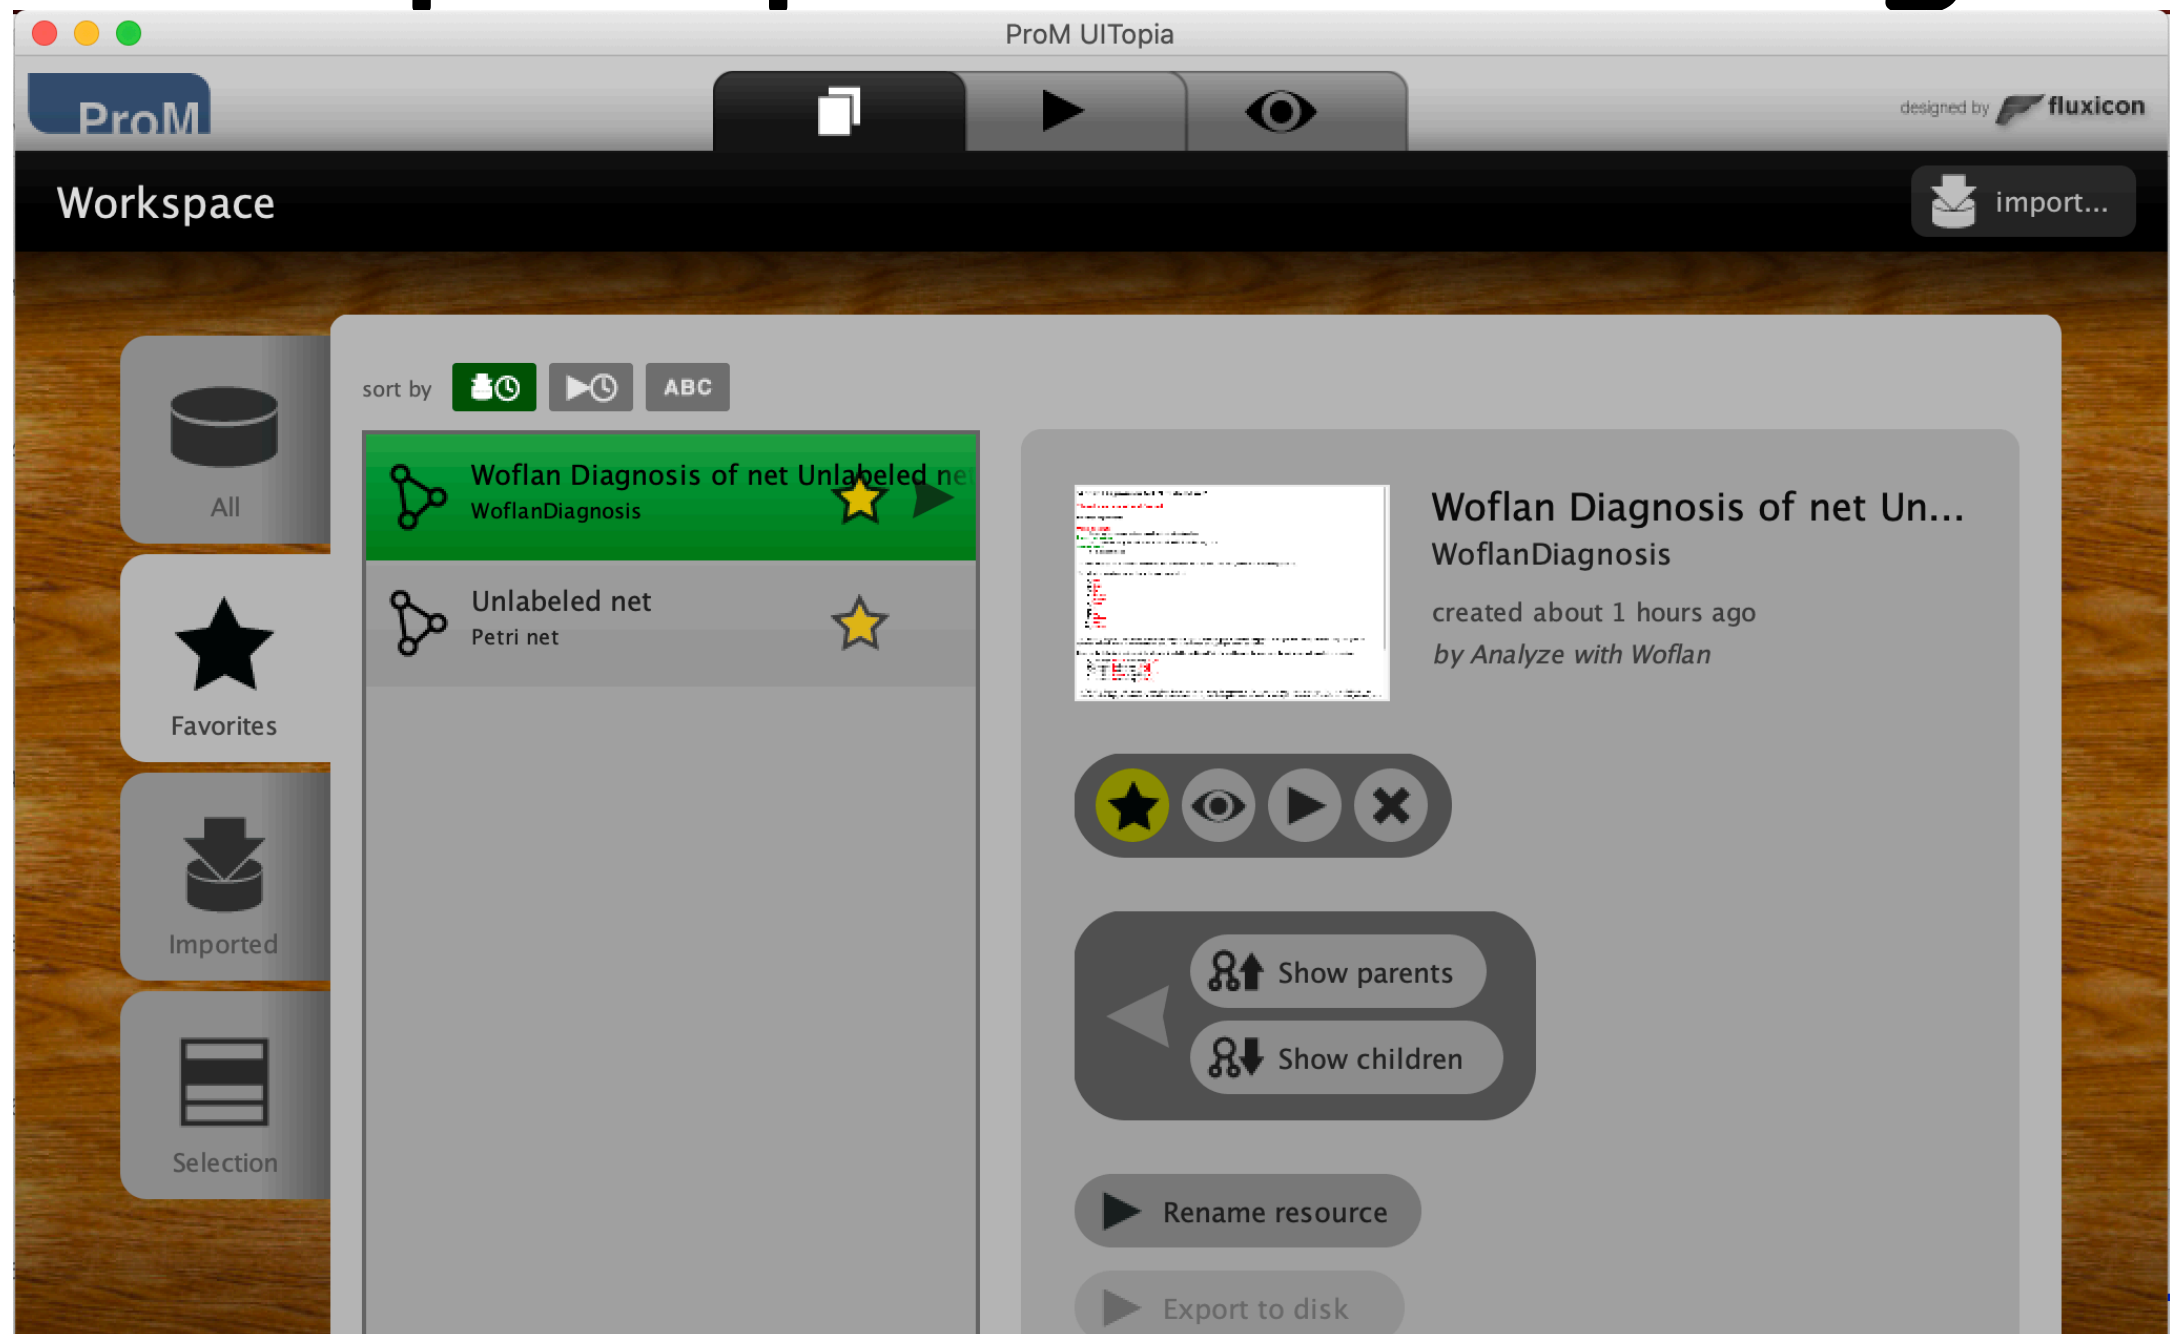 ProM UITopia
ProM
designed by fluxicon
Workspace
import...
All
Favorites
Imported
Selection
sort by
ABC
Woflan Diagnosis of net Unlabeled ne
WoflanDiagnosis
Unlabeled net
Petri net
Woflan Diagnosis of net Un...
WoflanDiagnosis
created about 1 hours ago
by Analyze with Woflan
Show parents
Show children
Rename resource
Export to disk